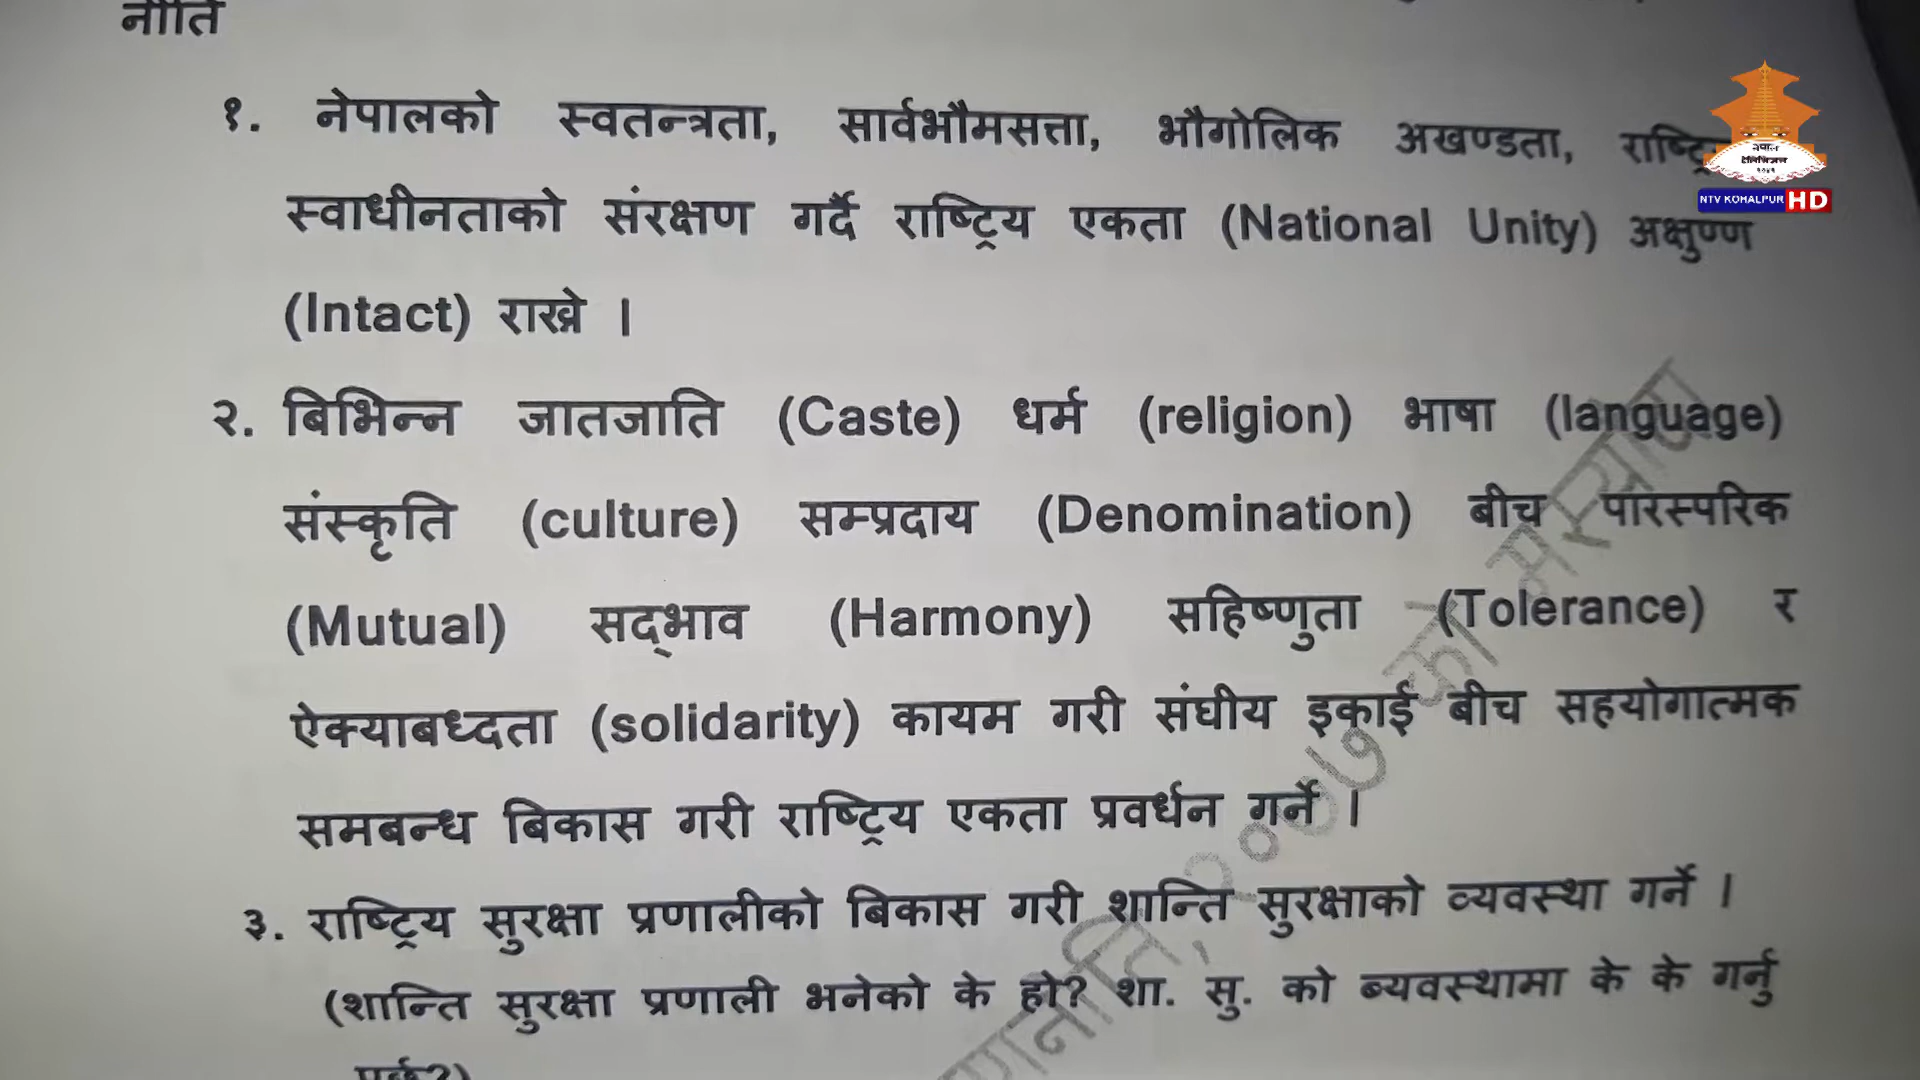 नीति
१. नेपालको स्वतन्त्रता, सार्वभौमसत्ता, भौगोलिक अखण्डता,
स्वाधीनताको संरक्षण गर्दै राष्ट्रिय एकता (National Unity) अक्षुण्ण
(Intact) राख्ने ।
२. बिभिन्न जातजाति (Caste) धर्म (religion) भाषा (language)
संस्कृति (culture) सम्प्रदाय (Denomination) बीच पारस्परिक
(Mutual) सद्‌भाव (Harmony) सहिष्णुता (Tolerance) र
ऐक्याबध्दता (solidarity) कायम गरी संघीय इकाई बीच सहयोगात्मक
समबन्ध बिकास गरी राष्ट्रिय एकता प्रवर्धन गर्ने ।
३. राष्ट्रिय सुरक्षा प्रणालीको बिकास गरी शान्ति सुरक्षाको व्यवस्था गर्ने ।
(शान्ति सुरक्षा प्रणाली भनेको के हो? शा. सु. को ब्यवस्थामा के के गर्नु
नेपाल
टेलिभिजन
२०४१
NTV KOHALPUR HD